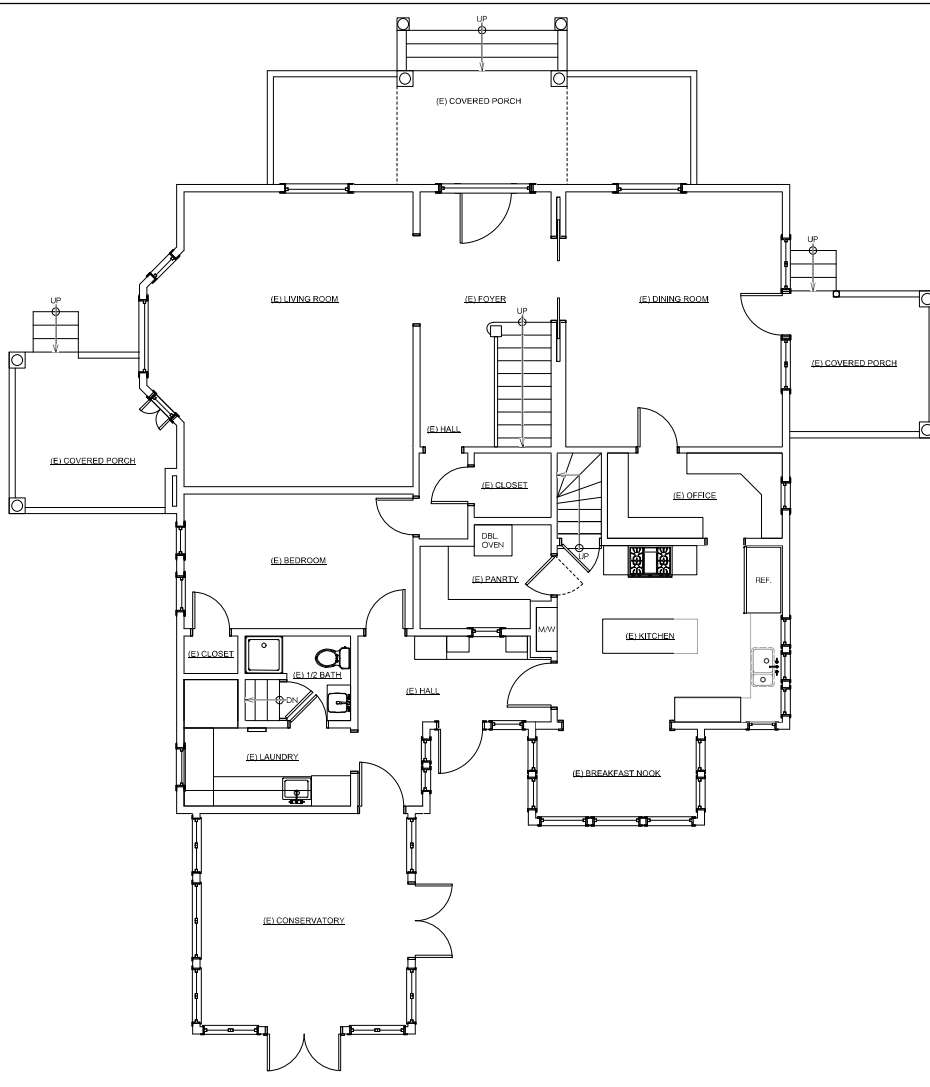 UP
(E) COVERED PORCH
UP
(E) LIVING ROOM
(E) FOYER
(E) DINING ROOM
UP
UP
(E) COVERED PORCH
(E) HALL
(E) COVERED PORCH
(E) CLOSET
(E) OFFICE
DBL.
OVEN
UP
(E) BEDROOM
(E) PANRTY
REF.
M/W
(E) KITCHEN
(E) CLOSET
(E) 1/2 BATH
(E) HALL
DN
(E) LAUNDRY
(E) BREAKFAST NOOK
(E) CONSERVATORY